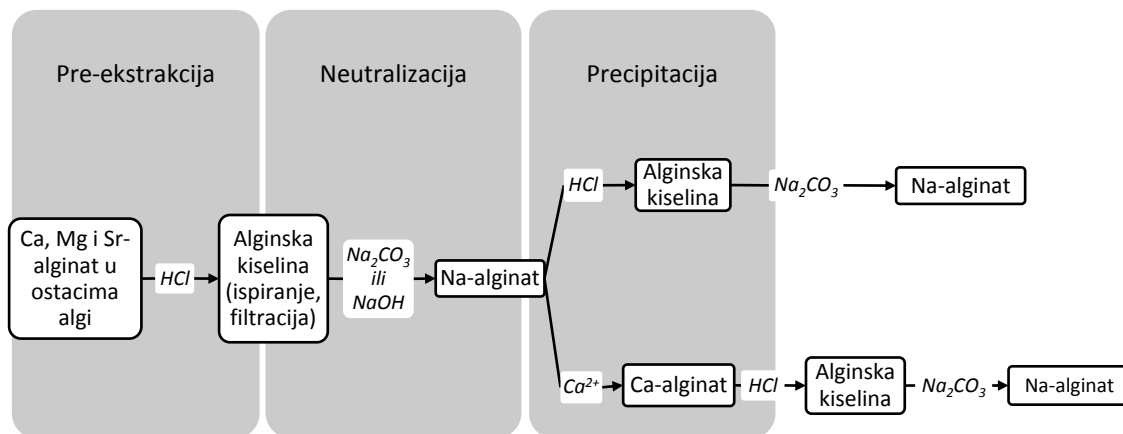 Pre-ekstrakcija
Neutralizacija
Precipitacija
Ca, Mg i Sr-
alginat u
ostacima
algi
HCl
Alginska
kiselina
(ispiranje,
filtracija)
Na₂CO₃
ili
NaOH
Na-alginat
HCl
Alginska
kiselina
Na₂CO₃
Na-alginat
Ca²⁺
Ca-alginat
HCl
Alginska
kiselina
Na₂CO₃
Na-alginat